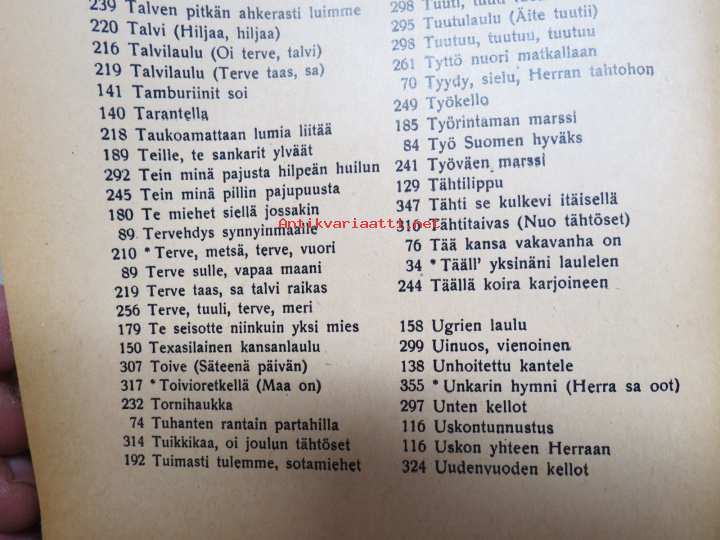 239 Talven pitkän ahkerasti luimme
220 Talvi (Hiljaa, hiljaa)
216 Talvilaulu (Oi terve, talvi)
219 Talvilaulu (Terve taas, sa)
141 Tamburiinit soi
140 Tarantella
218 Taukoamattaan lumia liitää
189 Teille, te sankarit ylväät
292 Tein minä pajusta hilpeän huilun
245 Tein minä pillin pajupuusta
180 Te miehet siellä jossakin
89 Tervehdys synnyinmaalle
210 * Terve, metsä, terve, vuori
89 Terve sulle, vapaa maani
219 Terve taas, sa talvi raikas
256 Terve, tuuli, terve, meri
179 Te seisotte niinkuin yksi mies
150 Texasilainen kansanlaulu
307 Toive (Säteenä päivän)
317 * Toivioretkellä (Maa on)
232 Tornihaukka
74 Tuhanten rantain partahilla
314 Tuikkikaa, oi joulun tähtöset
192 Tuimasti tulemme, sotamiehet
298 Tuuti, tuuti
295 Tuutulaulu (Äite tuutii)
298 Tuutuu, tuutuu, tuutuu
261 Tyttö nuori matkallaan
70 Tyydy, sielu, Herran tahtohon
249 Työkello
185 Työrintaman marssi
84 Työ Suomen hyväks
241 Työväen marssi
129 Tähtilippu
347 Tähti se kulkevi itäisellä
310 Tähtitaivas (Nuo tähtöset)
76 Tää kansa vakavanha on
34 * Tääll' yksinäni laulelen
244 Täällä koira karjoineen
158 Ugrien laulu
299 Uinuos, vienoinen
138 Unhoitettu kantele
355 * Unkarin hymni (Herra sa oot)
297 Unten kellot
116 Uskontunnustus
116 Uskon yhteen Herraan
324 Uudenvuoden kellot
Antikvariaatti.net